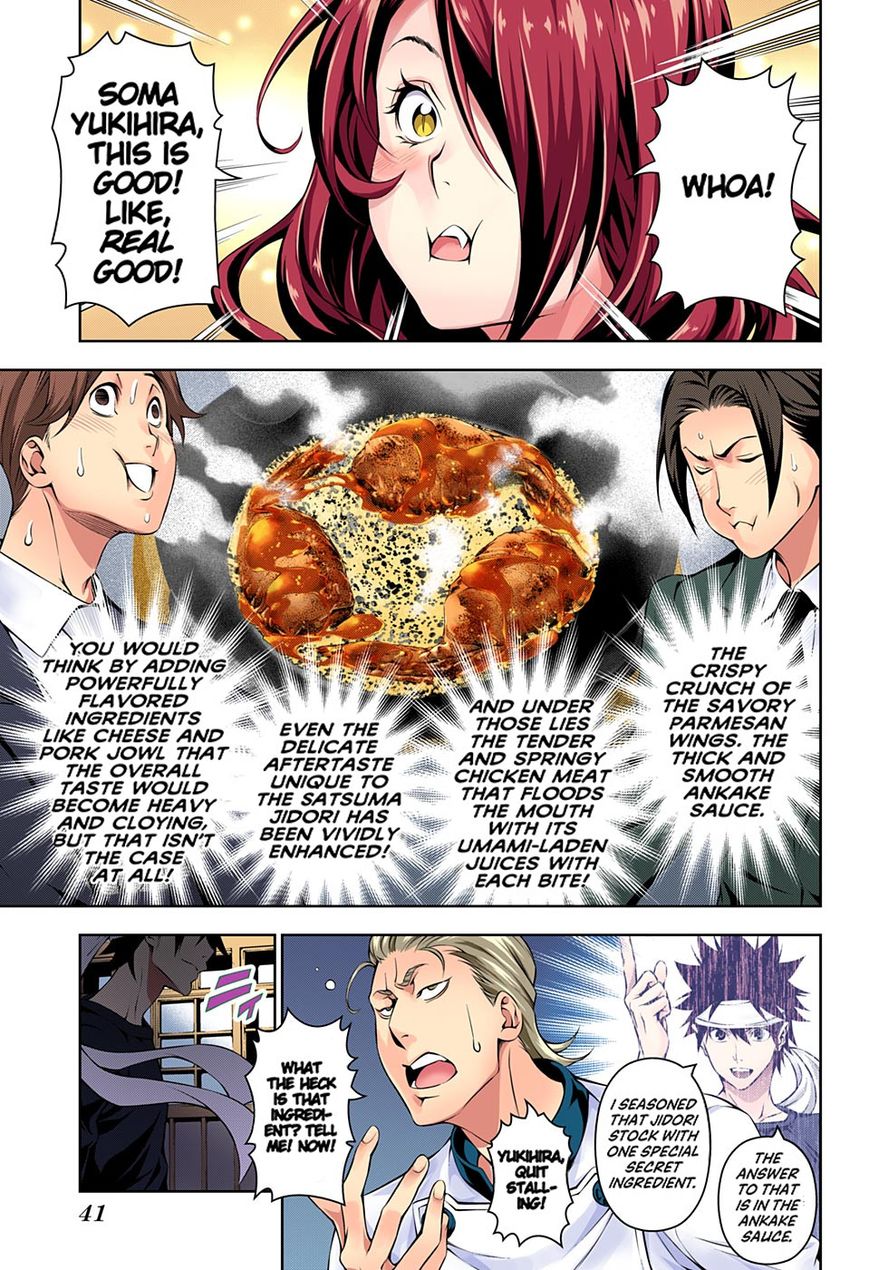 WHOA!
SOMA
YUKIHIRA,
THIS IS
GOOD!
LIKE,
REAL
GOOD!
THE
CRISPY
CRUNCH OF
THE SAVORY
PARMESAN
WINGS. THE
THICK AND
SMOOTH
ANKAKE
SAUCE.
AND UNDER
THOSE LIES
THE TENDER
AND SPRINGY
CHICKEN MEAT
THAT FLOODS
THE MOUTH
WITH ITS
UMAMI-LADEN
JUICES WITH
EACH BITE!
EVEN THE
DELICATE
AFTERTASTE
UNIQUE TO
THE SATSUMA
JIDORI HAS
BEEN VIVIDLY
ENHANCED!
YOU WOULD
THINK BY ADDING
POWERFULLY
FLAVORED
INGREDIENTS
LIKE CHEESE AND
PORK JOWL THAT
THE OVERALL
TASTE WOULD
BECOME HEAVY
AND CLOYING,
BUT THAT ISN'T
THE CASE
AT ALL!
THE
ANSWER
TO THAT
IS IN THE
ANKAKE
SAUCE.
I SEASONED
THAT JIDORI
STOCK WITH
ONE SPECIAL
SECRET
INGREDIENT.
YUKIHIRA,
QUIT
STALL-
ING!
WHAT
THE HECK
IS THAT
INGREDI-
ENT? TELL
ME! NOW!
41